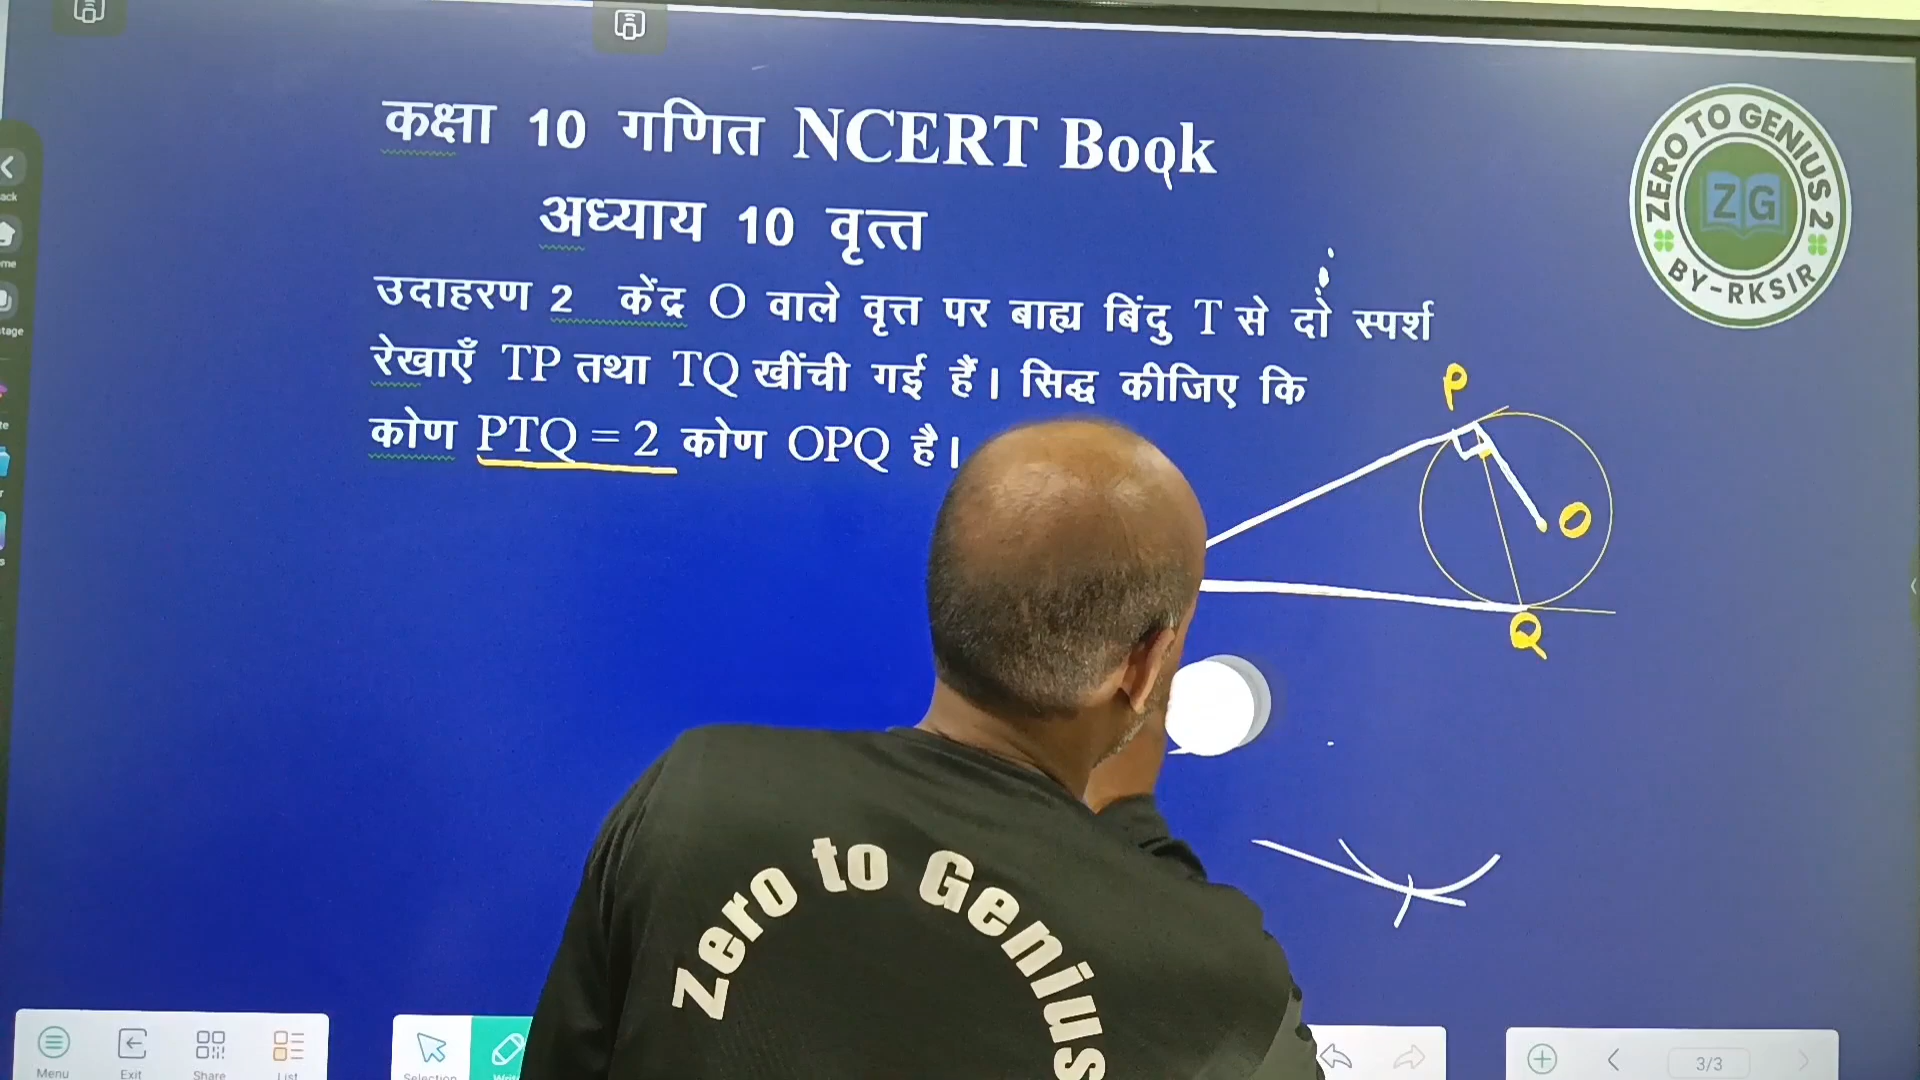 कक्षा 10 गणित NCERT Book
अध्याय 10 वृत्त
उदाहरण 2 केंद्र O वाले वृत्त पर बाह्य बिंदु T से दो स्पर्श
रेखाएँ TP तथा TQ खींची गई हैं। सिद्ध कीजिए कि
कोण PTQ = 2 कोण OPQ है।
P
O
Q
ZERO TO GENIUS 2
ZG
BY-RKSIR
Zero to Genius
Menu
Exit
Share
List
Selection
3/3